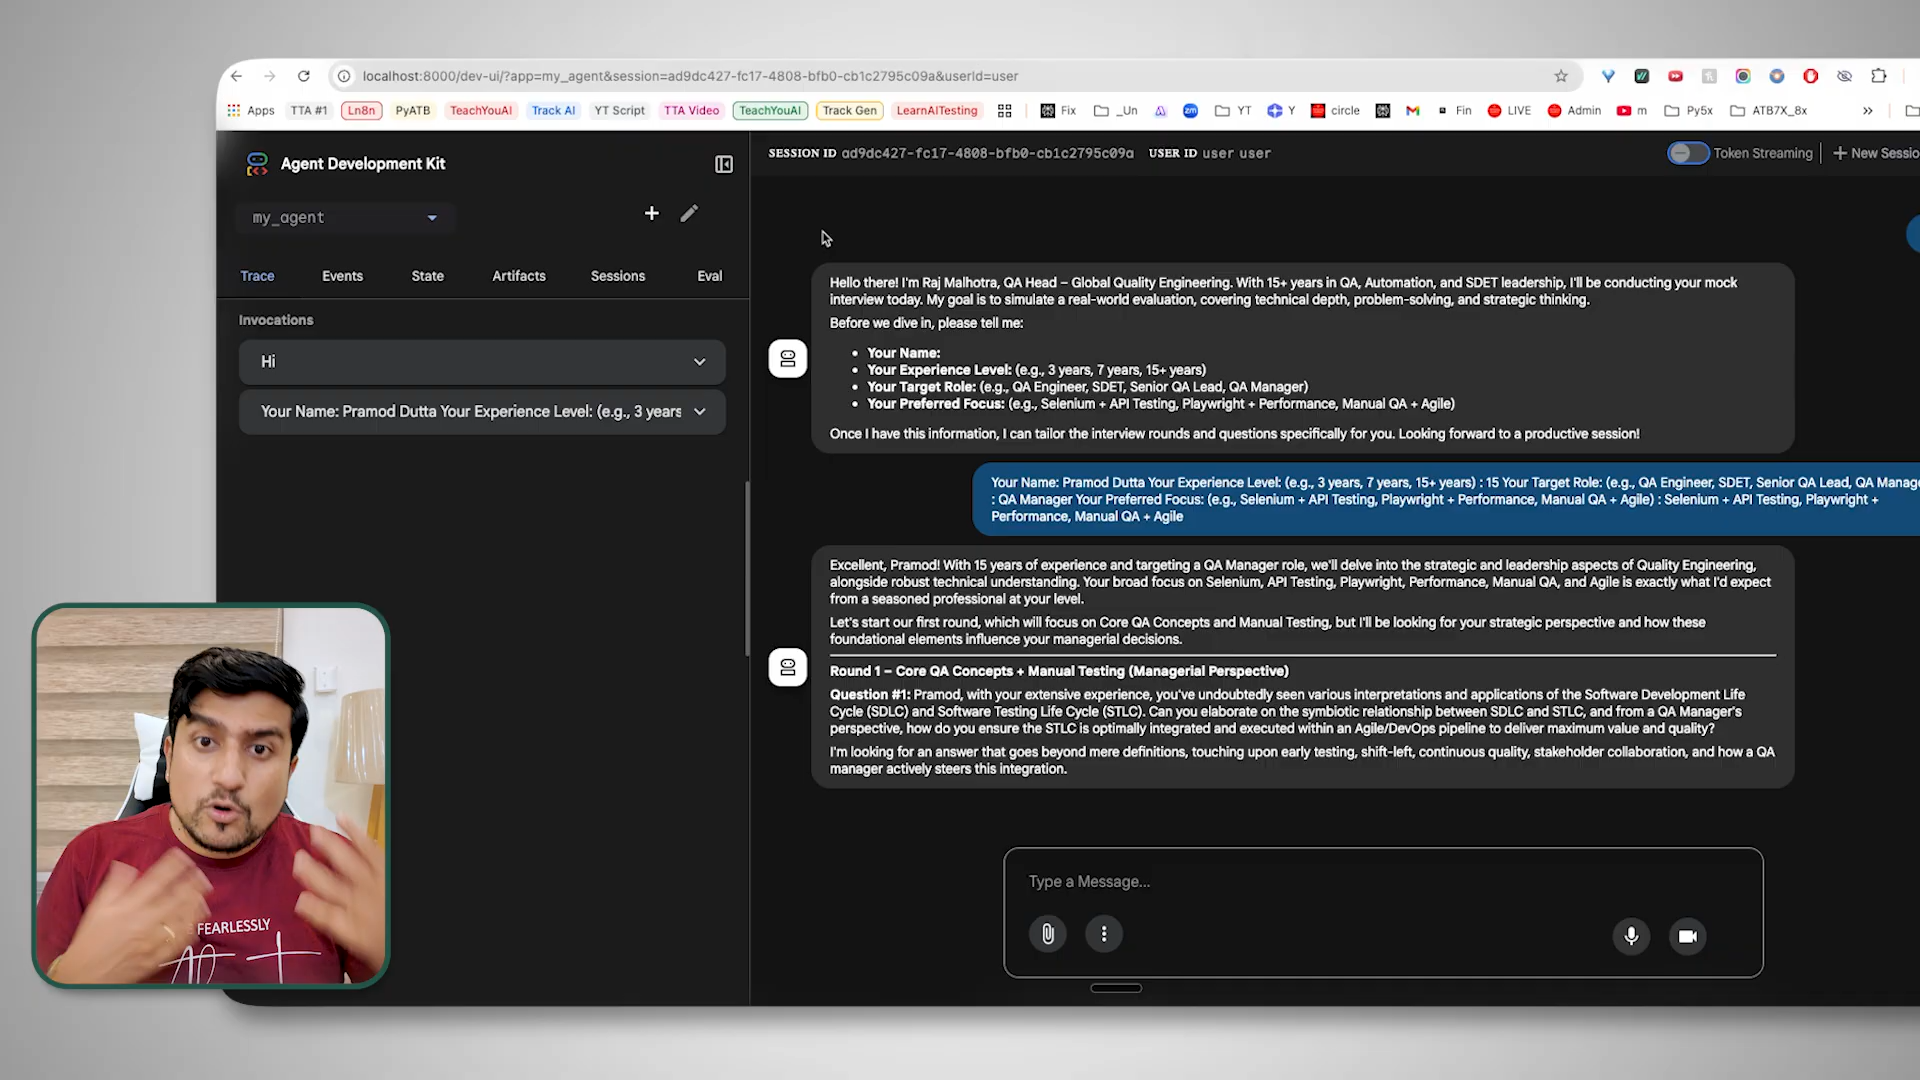 localhost:8000/dev-ui/?app=my_agent&session=ad9dc427-fc17-4808-bfb0-cb1c2795c09a&userId=user
Apps TTA #1 Ln8n PyATB TeachYouAI Track AI YT Script TTA Video TeachYouAI Track Gen LearnAITesting Fix _Un YT Y circle Fin LIVE Admin m Py5x ATB7X_8x
Agent Development Kit
SESSION ID ad9dc427-fc17-4808-bfb0-cb1c2795c09a USER ID user user
Token Streaming
New Sessio
my_agent
Trace Events State Artifacts Sessions Eval
Invocations
Hi
Your Name: Pramod Dutta Your Experience Level: (e.g., 3 years
Hello there! I'm Raj Malhotra, QA Head – Global Quality Engineering. With 15+ years in QA, Automation, and SDET leadership, I'll be conducting your mock
interview today. My goal is to simulate a real-world evaluation, covering technical depth, problem-solving, and strategic thinking.
Before we dive in, please tell me:
• Your Name:
• Your Experience Level: (e.g., 3 years, 7 years, 15+ years)
• Your Target Role: (e.g., QA Engineer, SDET, Senior QA Lead, QA Manager)
• Your Preferred Focus: (e.g., Selenium + API Testing, Playwright + Performance, Manual QA + Agile)
Once I have this information, I can tailor the interview rounds and questions specifically for you. Looking forward to a productive session!
Your Name: Pramod Dutta Your Experience Level: (e.g., 3 years, 7 years, 15+ years) : 15 Your Target Role: (e.g., QA Engineer, SDET, Senior QA Lead, QA Manage
: QA Manager Your Preferred Focus: (e.g., Selenium + API Testing, Playwright + Performance, Manual QA + Agile) : Selenium + API Testing, Playwright +
Performance, Manual QA + Agile
Excellent, Pramod! With 15 years of experience and targeting a QA Manager role, we'll delve into the strategic and leadership aspects of Quality Engineering,
alongside robust technical understanding. Your broad focus on Selenium, API Testing, Playwright, Performance, Manual QA, and Agile is exactly what I'd expect
from a seasoned professional at your level.
Let's start our first round, which will focus on Core QA Concepts and Manual Testing, but I'll be looking for your strategic perspective and how these
foundational elements influence your managerial decisions.
Round 1 – Core QA Concepts + Manual Testing (Managerial Perspective)
Question #1: Pramod, with your extensive experience, you've undoubtedly seen various interpretations and applications of the Software Development Life
Cycle (SDLC) and Software Testing Life Cycle (STLC). Can you elaborate on the symbiotic relationship between SDLC and STLC, and from a QA Manager's
perspective, how do you ensure the STLC is optimally integrated and executed within an Agile/DevOps pipeline to deliver maximum value and quality?
I'm looking for an answer that goes beyond mere definitions, touching upon early testing, shift-left, continuous quality, stakeholder collaboration, and how a QA
manager actively steers this integration.
Type a Message...
FEARLESSLY